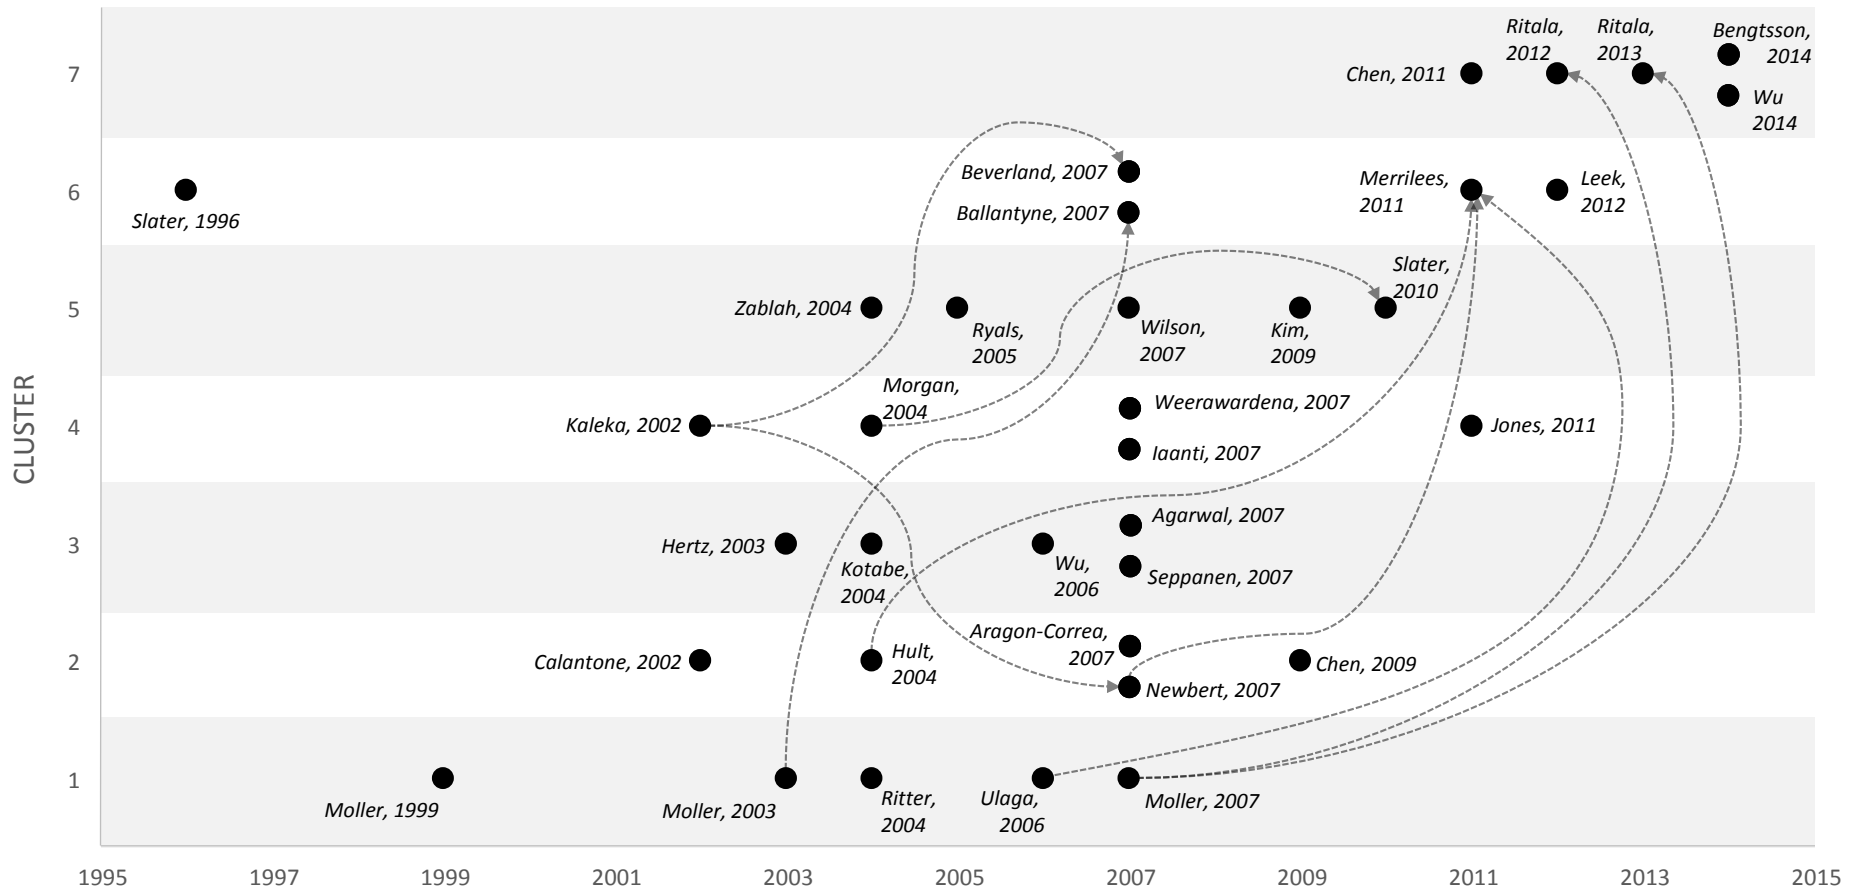 Ritala,
2012
Ritala,
2013
Bengtsson,
2014
7
Chen, 2011
Wu
2014
Beverland, 2007
6
Merrilees,
2011
Leek,
2012
Slater, 1996
Ballantyne, 2007
Slater,
2010
5
Zablah, 2004
Ryals,
2005
Wilson,
2007
Kim,
2009
Morgan,
2004
Weerawardena, 2007
CLUSTER
4
Kaleka, 2002
Jones, 2011
Iaanti, 2007
Agarwal, 2007
3
Hertz, 2003
Kotabe,
2004
Wu,
2006
Seppanen, 2007
Aragon-Correa,
2007
2
Calantone, 2002
Hult,
2004
Chen, 2009
Newbert, 2007
1
Moller, 1999
Moller, 2003
Ritter,
2004
Ulaga,
2006
Moller, 2007
1995 1997 1999 2001 2003 2005 2007 2009 2011 2013 2015